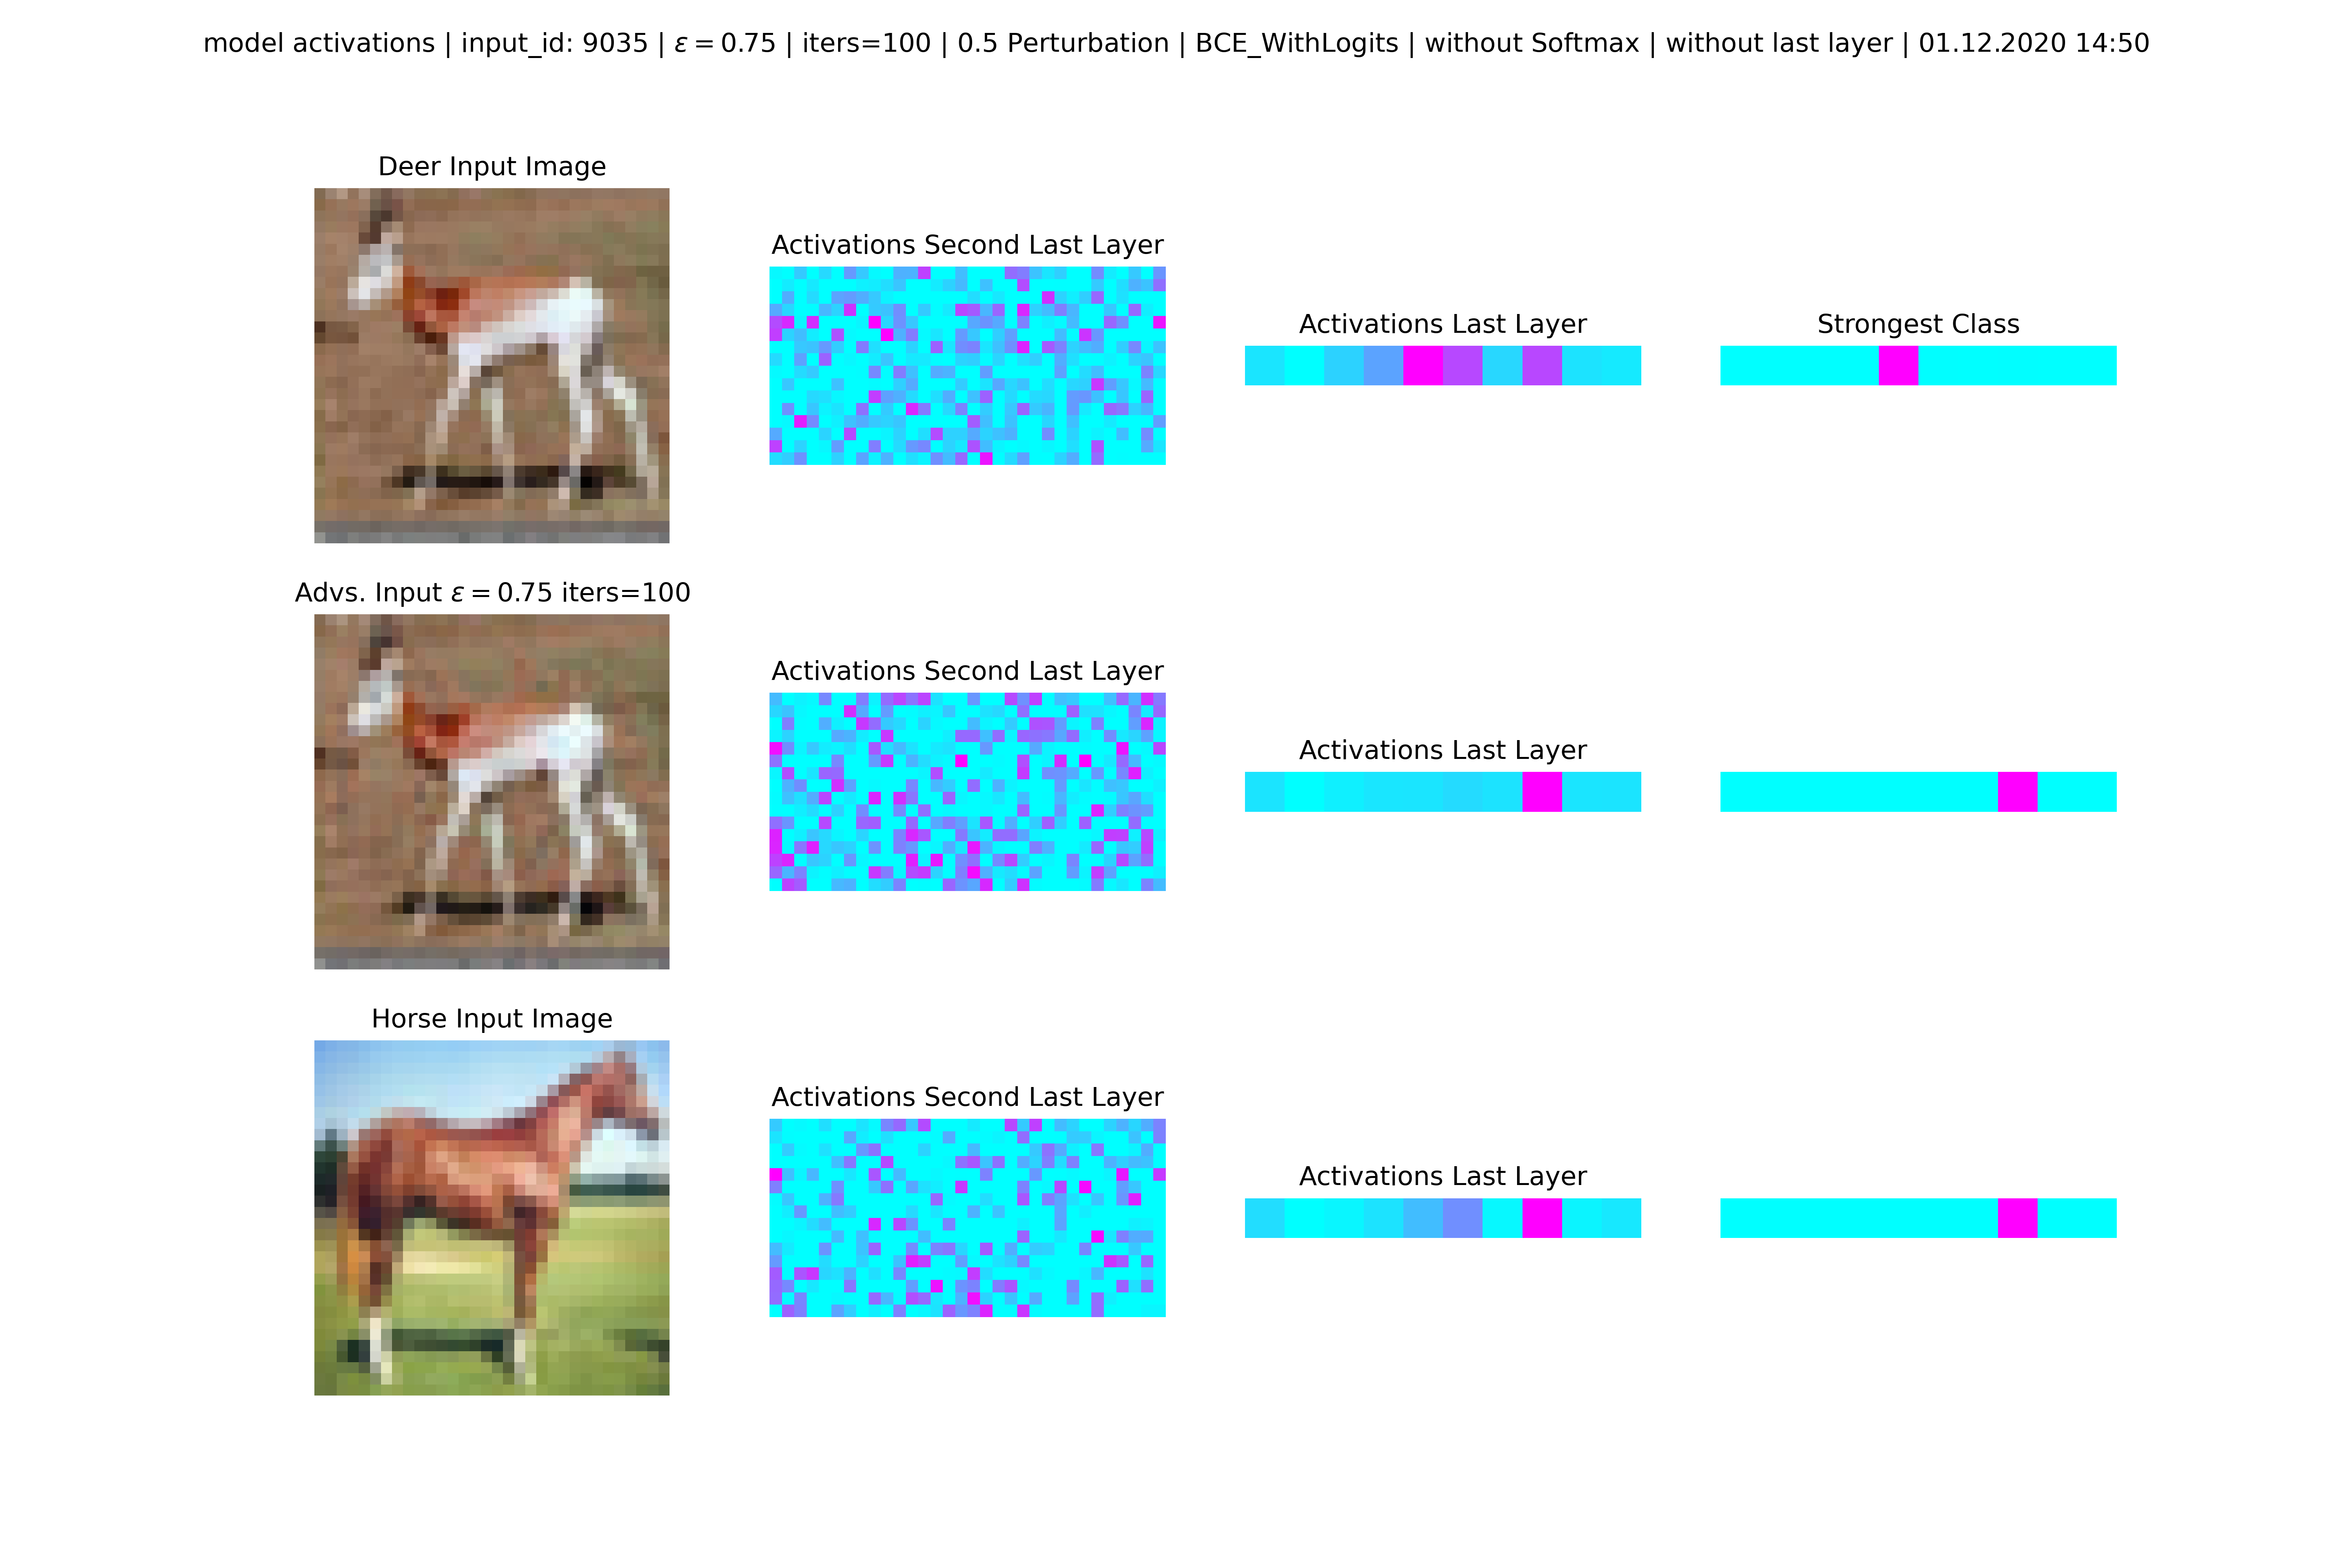 model activations | input_id: 9035 | ε = 0.75 | iters=100 | 0.5 Perturbation | BCE_WithLogits | without Softmax | without last layer | 01.12.2020 14:50
Deer Input Image
Activations Second Last Layer
Activations Last Layer
Strongest Class
Advs. Input ε = 0.75 iters=100
Activations Second Last Layer
Activations Last Layer
Horse Input Image
Activations Second Last Layer
Activations Last Layer